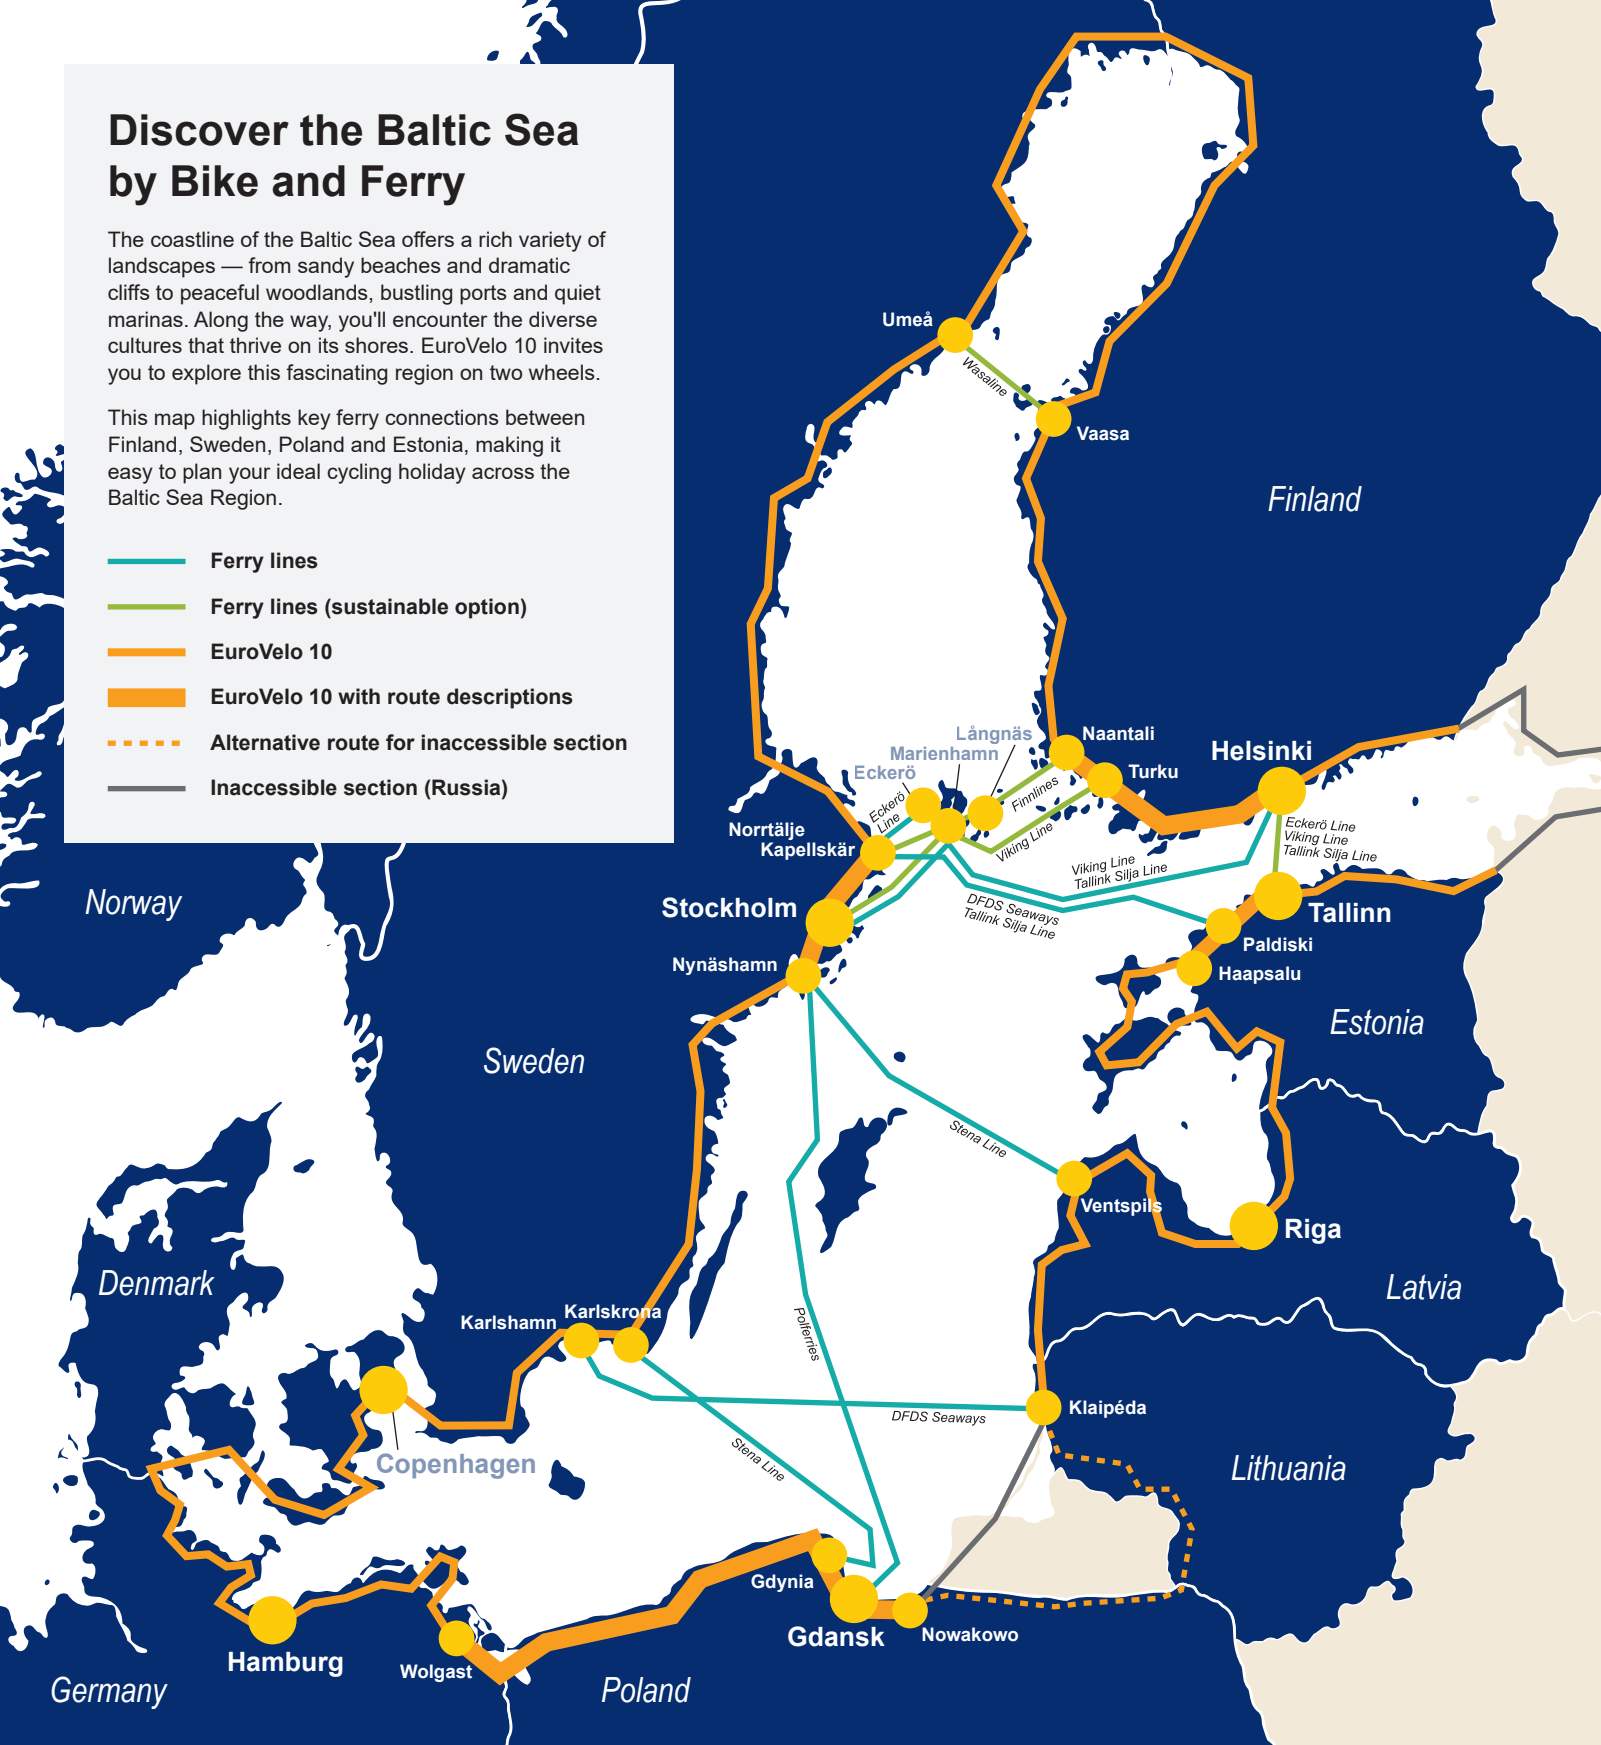 Discover the Baltic Sea
by Bike and Ferry
The coastline of the Baltic Sea offers a rich variety of
landscapes — from sandy beaches and dramatic
cliffs to peaceful woodlands, bustling ports and quiet
marinas. Along the way, you'll encounter the diverse
cultures that thrive on its shores. EuroVelo 10 invites
you to explore this fascinating region on two wheels.
This map highlights key ferry connections between
Finland, Sweden, Poland and Estonia, making it
easy to plan your ideal cycling holiday across the
Baltic Sea Region.
Ferry lines
Ferry lines (sustainable option)
EuroVelo 10
EuroVelo 10 with route descriptions
Alternative route for inaccessible section
Inaccessible section (Russia)
Umeå
Wasaline
Vaasa
Finland
Långnäs
Marienhamn
Eckerö
Naantali
Turku
Helsinki
Eckerö
Line
Finnlines
Viking Line
Norrtälje
Kapellskär
Eckerö Line
Viking Line
Tallink Silja Line
Viking Line
Tallink Silja Line
DFDS Seaways
Tallink Silja Line
Norway
Stockholm
Tallinn
Paldiski
Haapsalu
Nynäshamn
Estonia
Sweden
Stena Line
Ventspils
Riga
Latvia
Denmark
Karlshamn
Karlskrona
Polferries
Klaipéda
DFDS Seaways
Stena Line
Copenhagen
Lithuania
Gdynia
Gdansk
Nowakowo
Hamburg
Wolgast
Germany
Poland